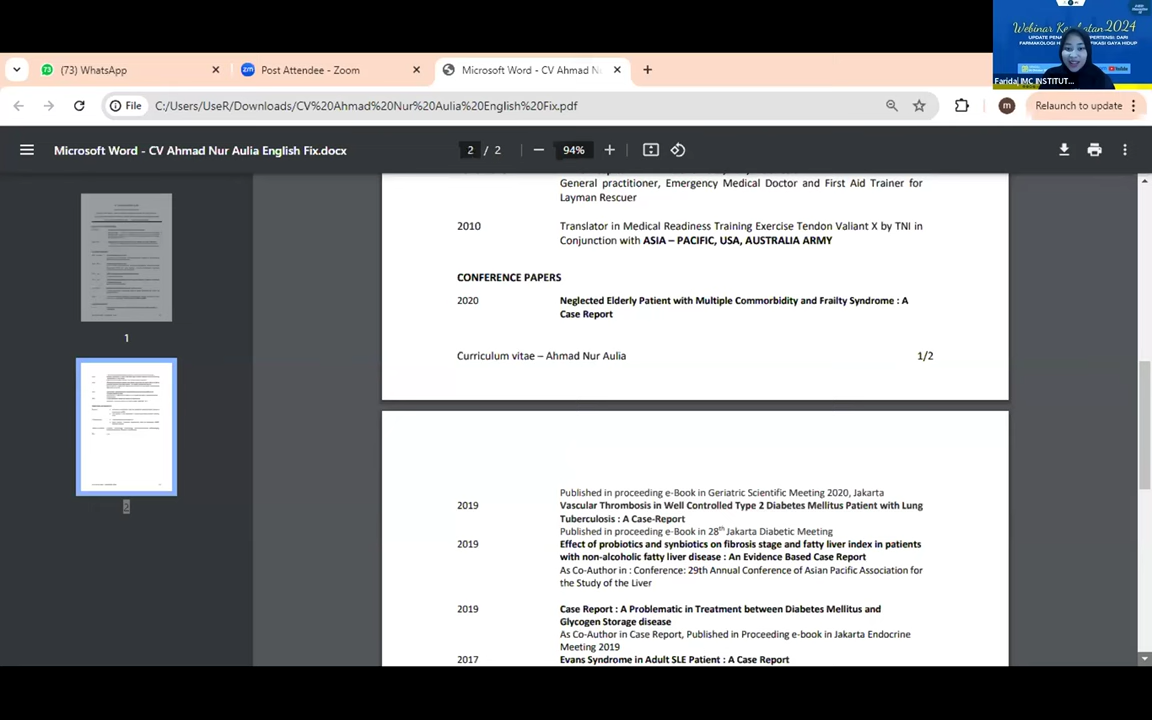 Webinar Kesehatan 2024
FARMAKOLOGI
GAYA HIDUP
Farida| IMC INSTITUT...
(73) WhatsApp
zm Post Attendee - Zoom
Microsoft Word - CV Ahmad N
File
C:/Users/UseR/Downloads/CV%20Ahmad%20Nur%20Aulia%20English%20Fix.pdf
m
Relaunch to update
Microsoft Word - CV Ahmad Nur Aulia English Fix.docx
2 / 2
94%
General practitioner, Emergency Medical Doctor and First Aid Trainer for
Layman Rescuer
2010 Translator in Medical Readiness Training Exercise Tendon Valiant X by TNI in
Conjunction with ASIA – PACIFIC, USA, AUSTRALIA ARMY
CONFERENCE PAPERS
2020 Neglected Elderly Patient with Multiple Commorbidity and Frailty Syndrome : A
Case Report
Curriculum vitae – Ahmad Nur Aulia 1/2
Published in proceeding e-Book in Geriatric Scientific Meeting 2020, Jakarta
2019 Vascular Thrombosis in Well Controlled Type 2 Diabetes Mellitus Patient with Lung
Tuberculosis : A Case-Report
Published in proceeding e-Book in 28th Jakarta Diabetic Meeting
2019 Effect of probiotics and synbiotics on fibrosis stage and fatty liver index in patients
with non-alcoholic fatty liver disease : An Evidence Based Case Report
As Co-Author in : Conference: 29th Annual Conference of Asian Pacific Association for
the Study of the Liver
2019 Case Report : A Problematic in Treatment between Diabetes Mellitus and
Glycogen Storage disease
As Co-Author in Case Report, Published in Proceeding e-book in Jakarta Endocrine
Meeting 2019
2017 Evans Syndrome in Adult SLE Patient : A Case Report
1
2